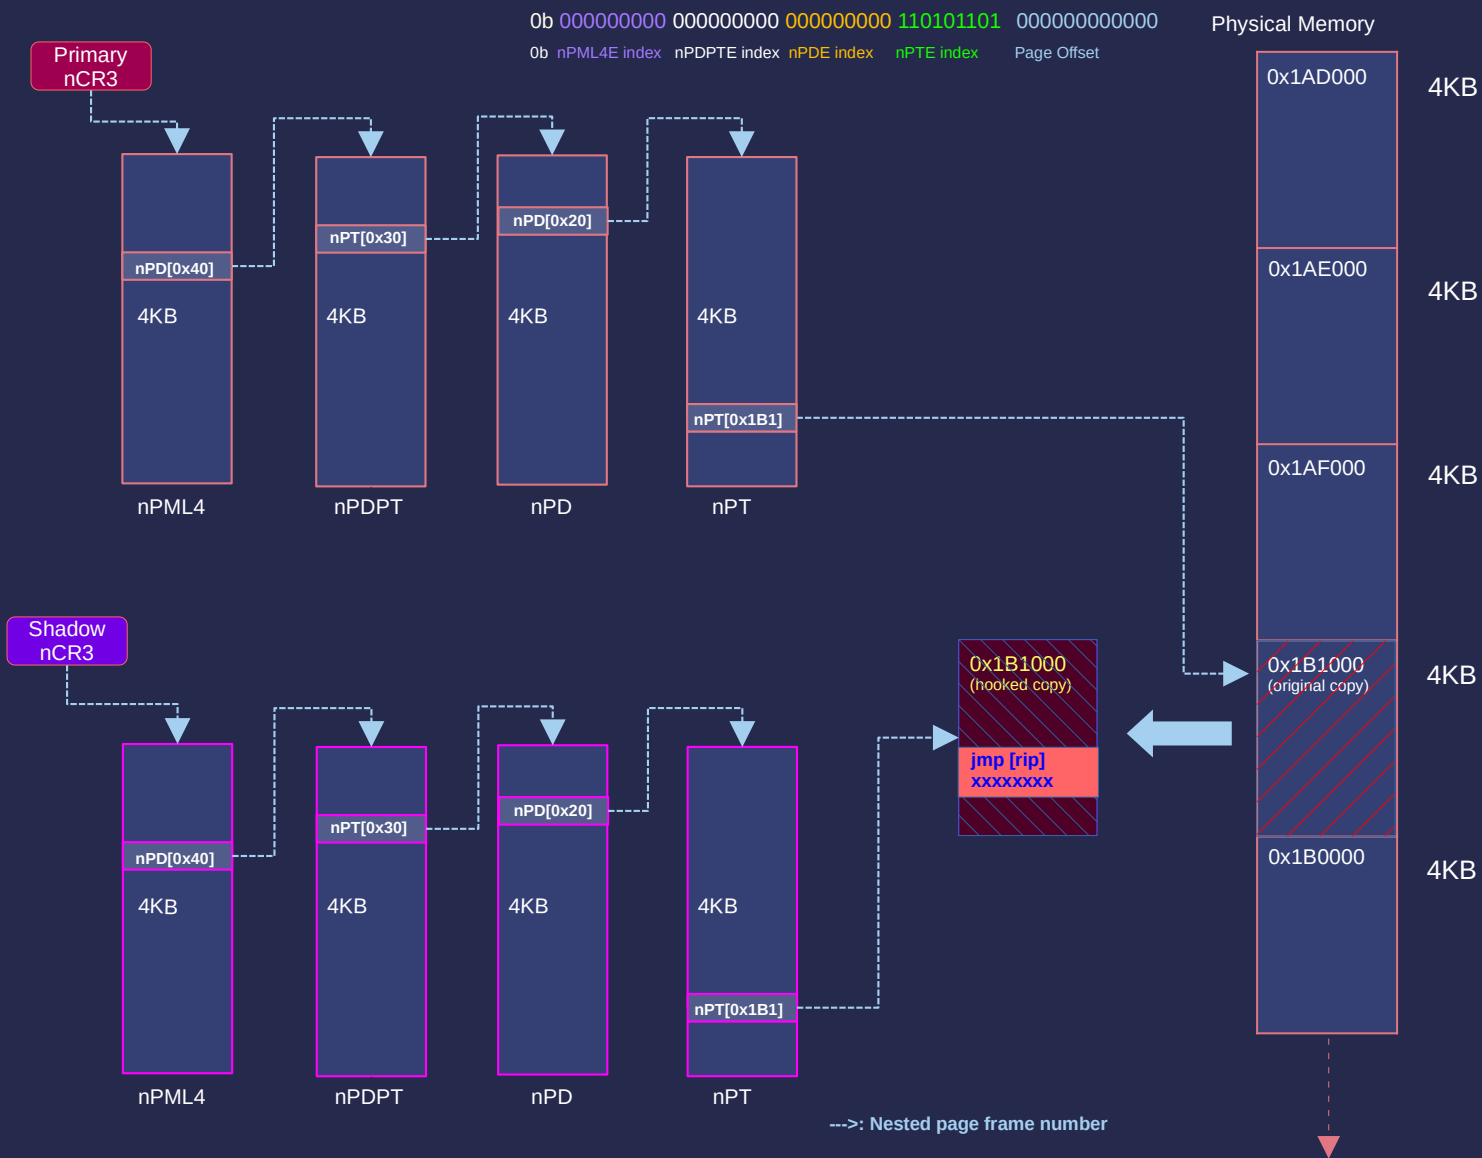 0b 000000000 000000000 000000000 110101101 000000000000
0b nPML4E index nPDPTE index nPDE index nPTE index Page Offset
Physical Memory
Primary
nCR3
0x1AD000
4KB
nPD[0x40]
nPT[0x30]
nPD[0x20]
4KB
4KB
4KB
4KB
nPT[0x1B1]
nPML4
nPDPT
nPD
nPT
0x1AE000
4KB
0x1AF000
4KB
Shadow
nCR3
0x1B1000
(hooked copy)
jmp [rip]
xxxxxxxx
0x1B1000
(original copy)
4KB
nPD[0x40]
nPT[0x30]
nPD[0x20]
4KB
4KB
4KB
4KB
nPT[0x1B1]
nPML4
nPDPT
nPD
nPT
0x1B0000
4KB
--->: Nested page frame number